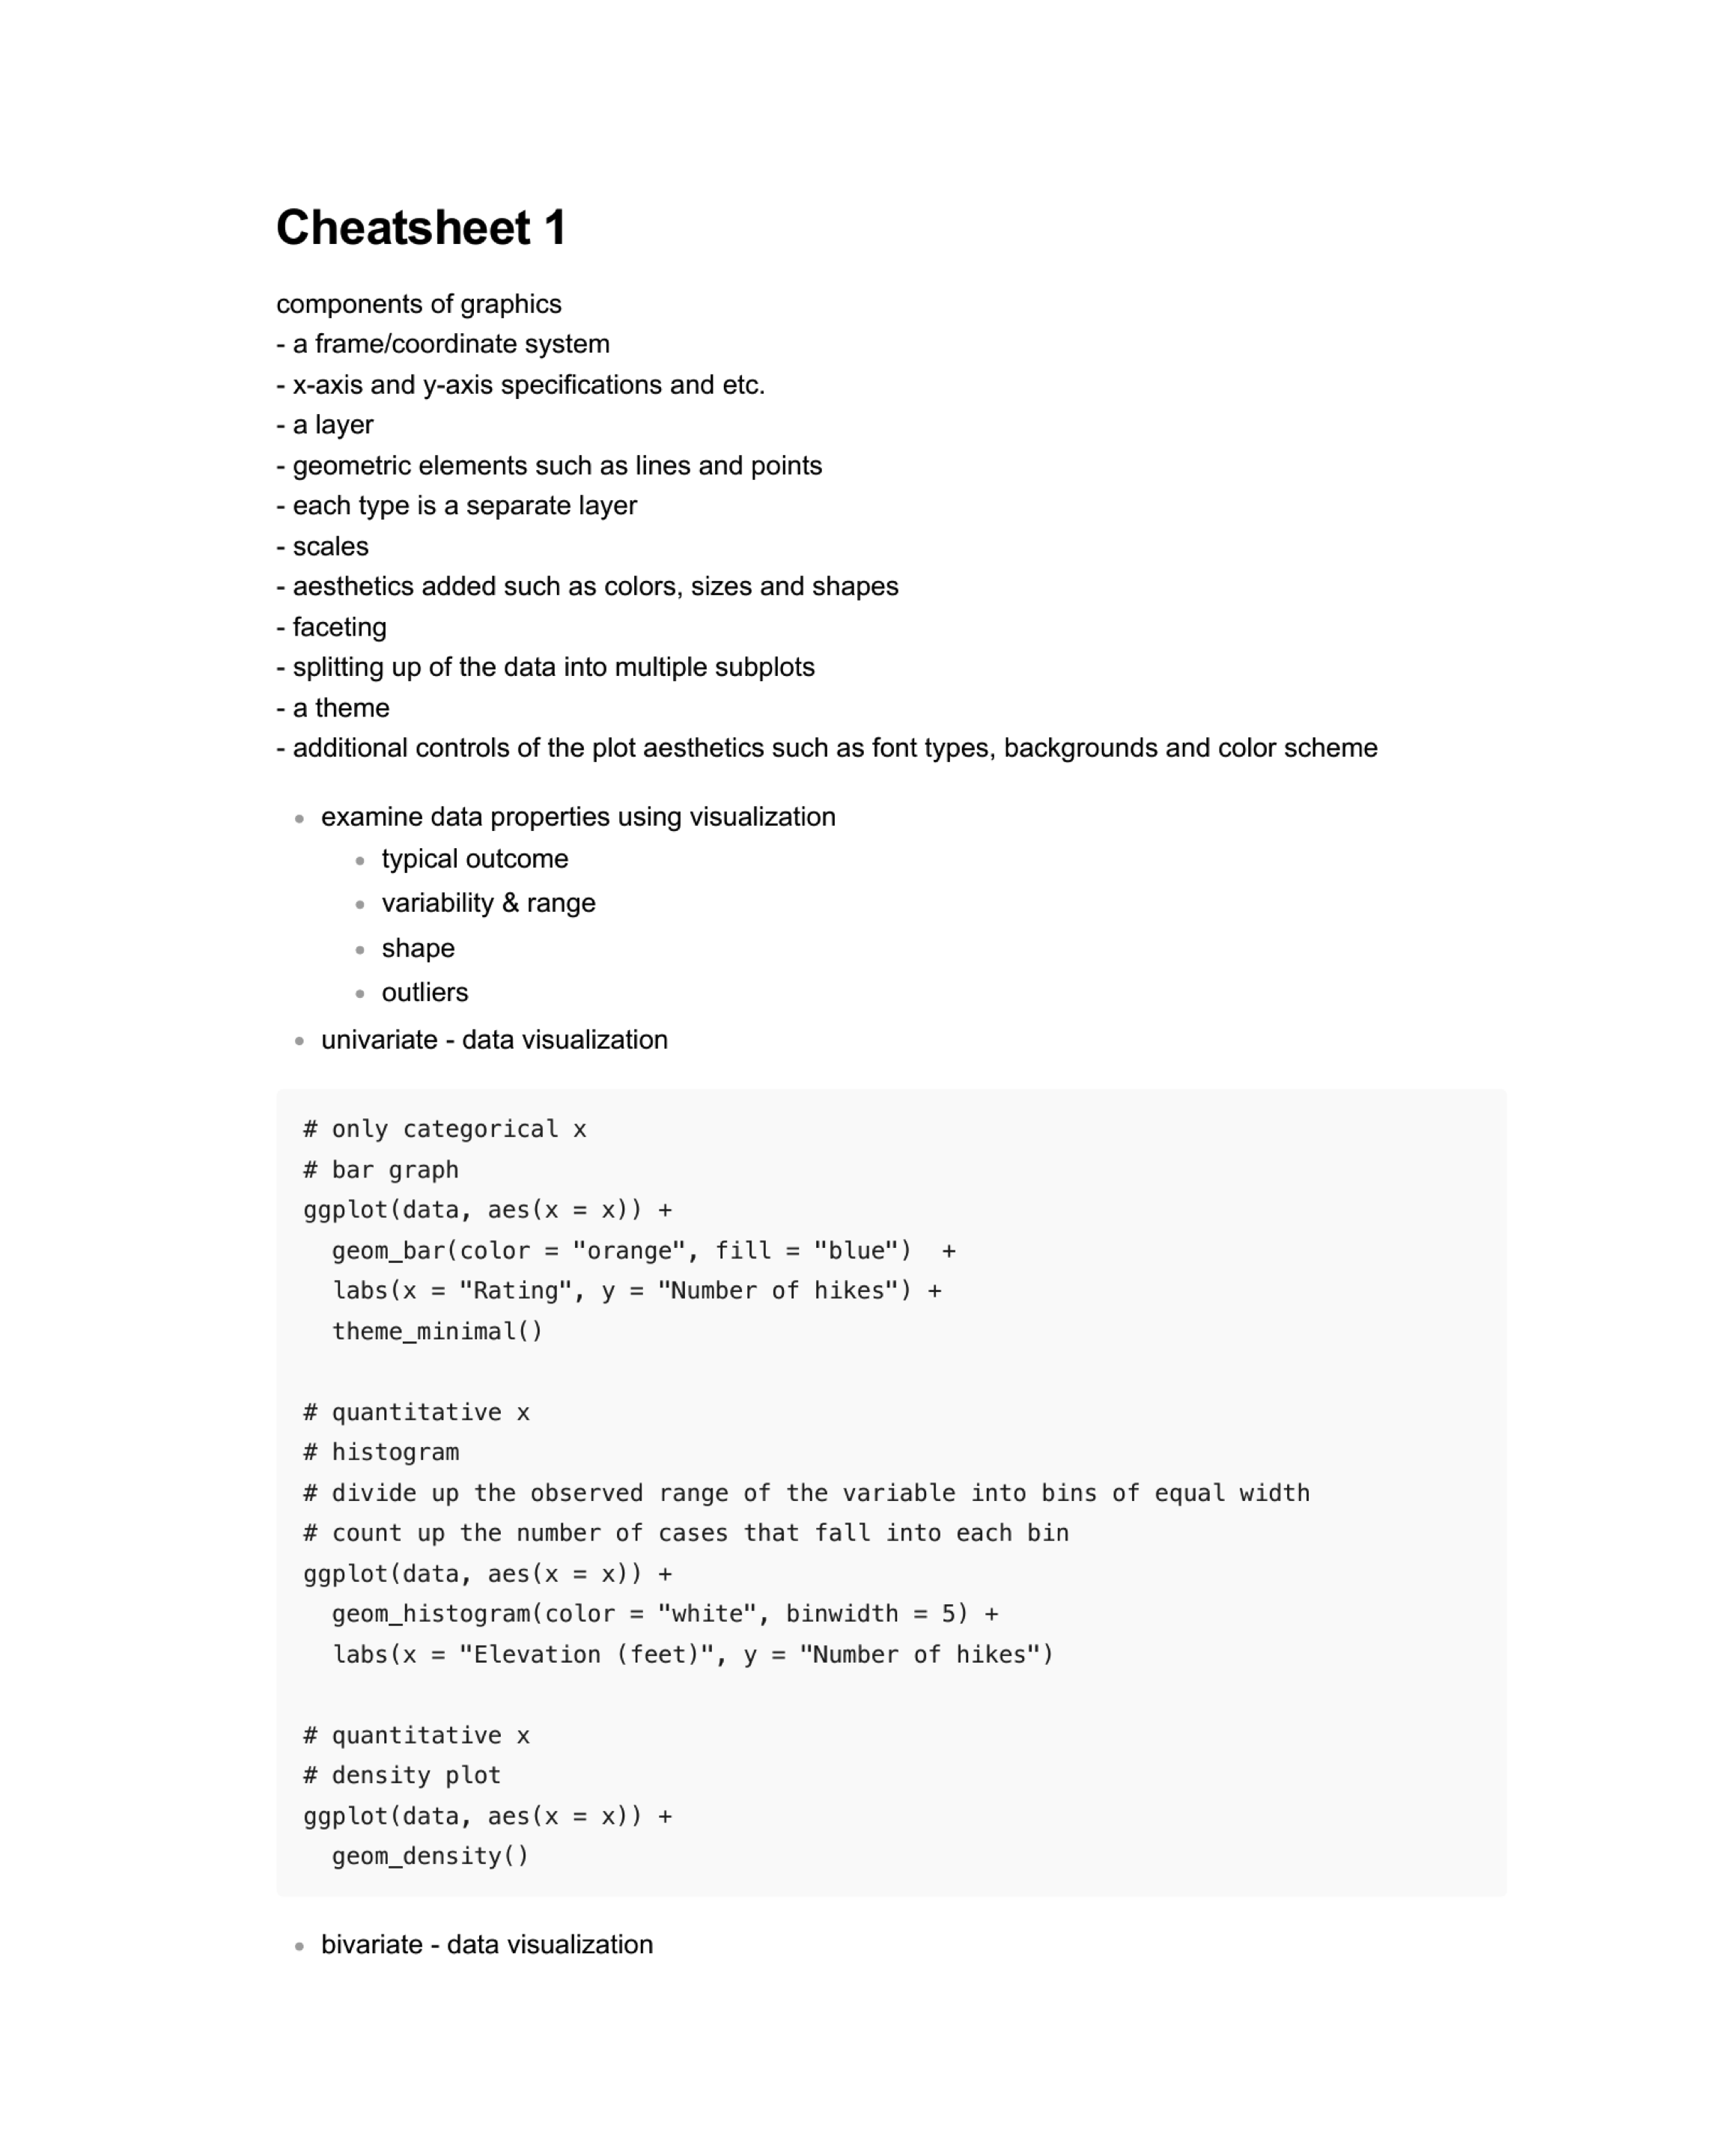 Cheatsheet 1
components of graphics
- a frame/coordinate system
- x-axis and y-axis specifications and etc.
- a layer
- geometric elements such as lines and points
- each type is a separate layer
- scales
- aesthetics added such as colors, sizes and shapes
- faceting
- splitting up of the data into multiple subplots
- a theme
- additional controls of the plot aesthetics such as font types, backgrounds and color scheme
• examine data properties using visualization
• typical outcome
• variability & range
• shape
• outliers
• univariate - data visualization
# only categorical x
# bar graph
ggplot(data, aes(x = x)) +
  geom_bar(color = "orange", fill = "blue")  +
  labs(x = "Rating", y = "Number of hikes") +
  theme_minimal()

# quantitative x
# histogram
# divide up the observed range of the variable into bins of equal width
# count up the number of cases that fall into each bin
ggplot(data, aes(x = x)) +
  geom_histogram(color = "white", binwidth = 5) +
  labs(x = "Elevation (feet)", y = "Number of hikes")

# quantitative x
# density plot
ggplot(data, aes(x = x)) +
  geom_density()
• bivariate - data visualization